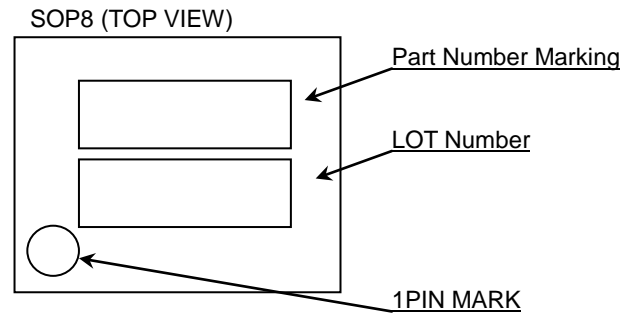 SOP8 (TOP VIEW)
Part Number Marking
LOT Number
1PIN MARK